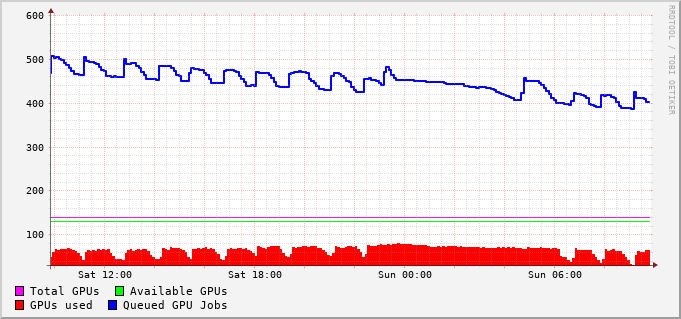 600
500
400
300
200
100
Sat 12:00 Sat 18:00 Sun 00:00 Sun 06:00
Total GPUs Available GPUs
GPUs used Queued GPU Jobs
RRDTOOL / TOBI OETIKER